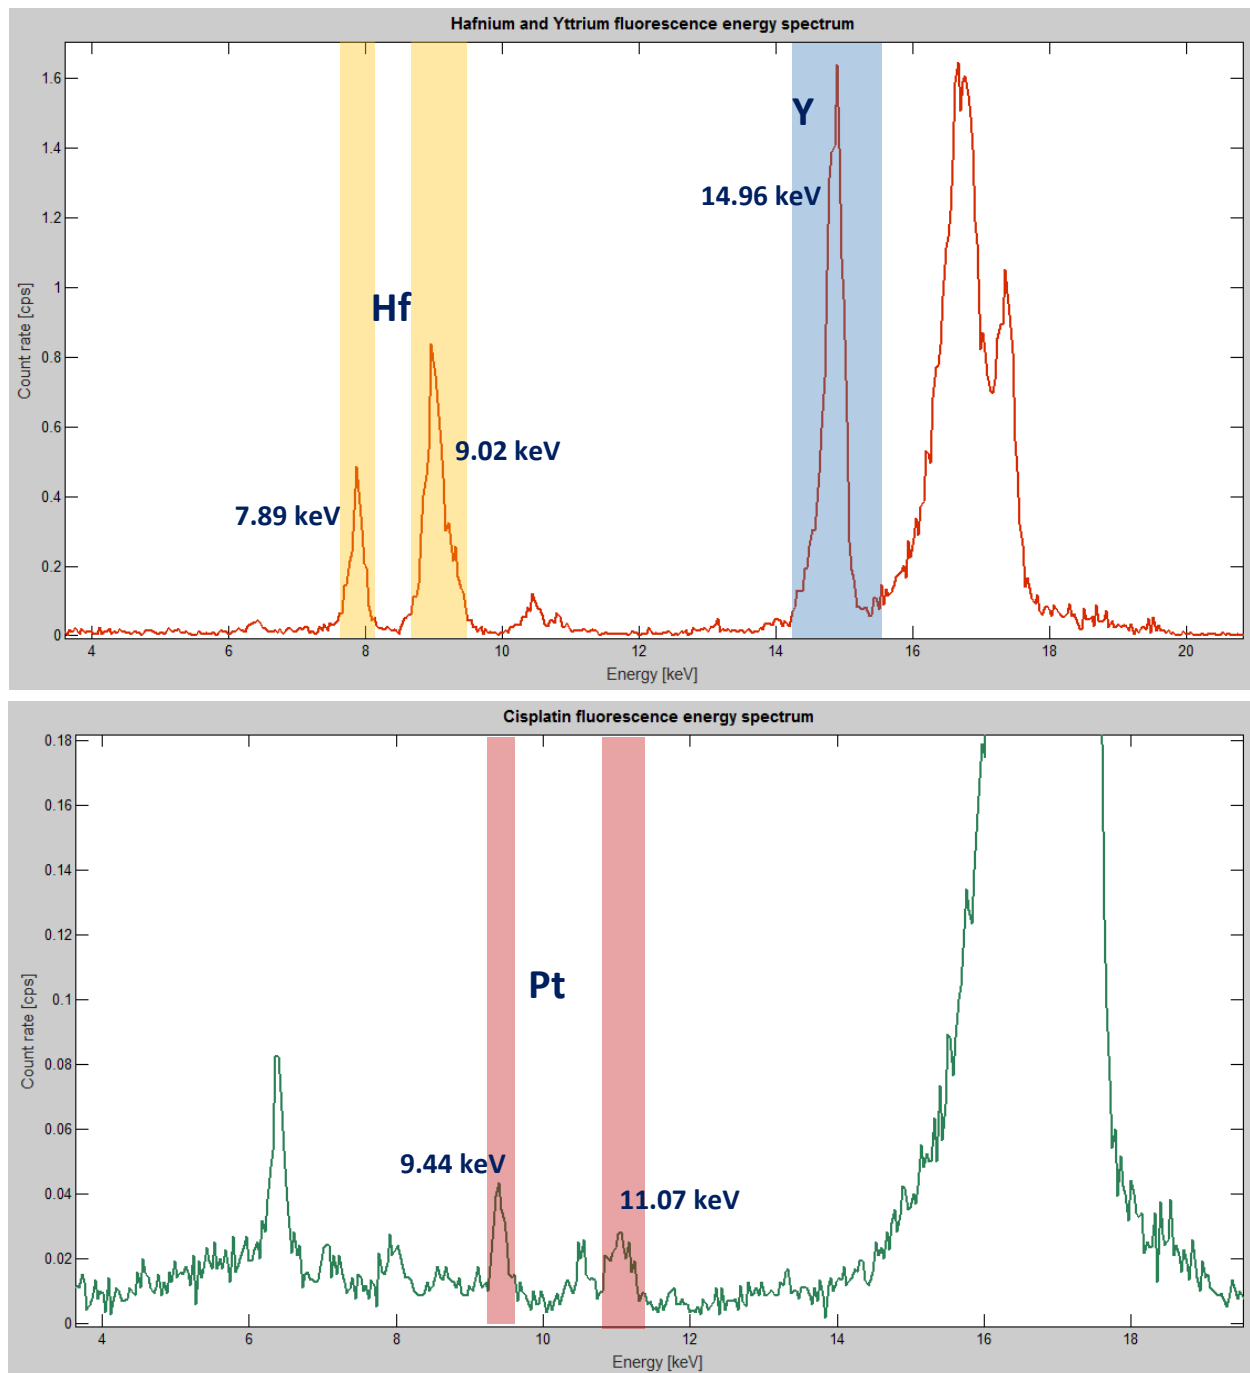 Hafnium and Yttrium fluorescence energy spectrum
Count rate [cps]
1.6
1.4
1.2
1
0.8
0.6
0.4
0.2
0
Y
14.96 keV
Hf
9.02 keV
7.89 keV
4 6 8 10 12 14 16 18 20
Energy [keV]
Cisplatin fluorescence energy spectrum
Count rate [cps]
0.18
0.16
0.14
0.12
0.1
0.08
0.06
0.04
0.02
0
Pt
9.44 keV
11.07 keV
4 6 8 10 12 14 16 18
Energy [keV]